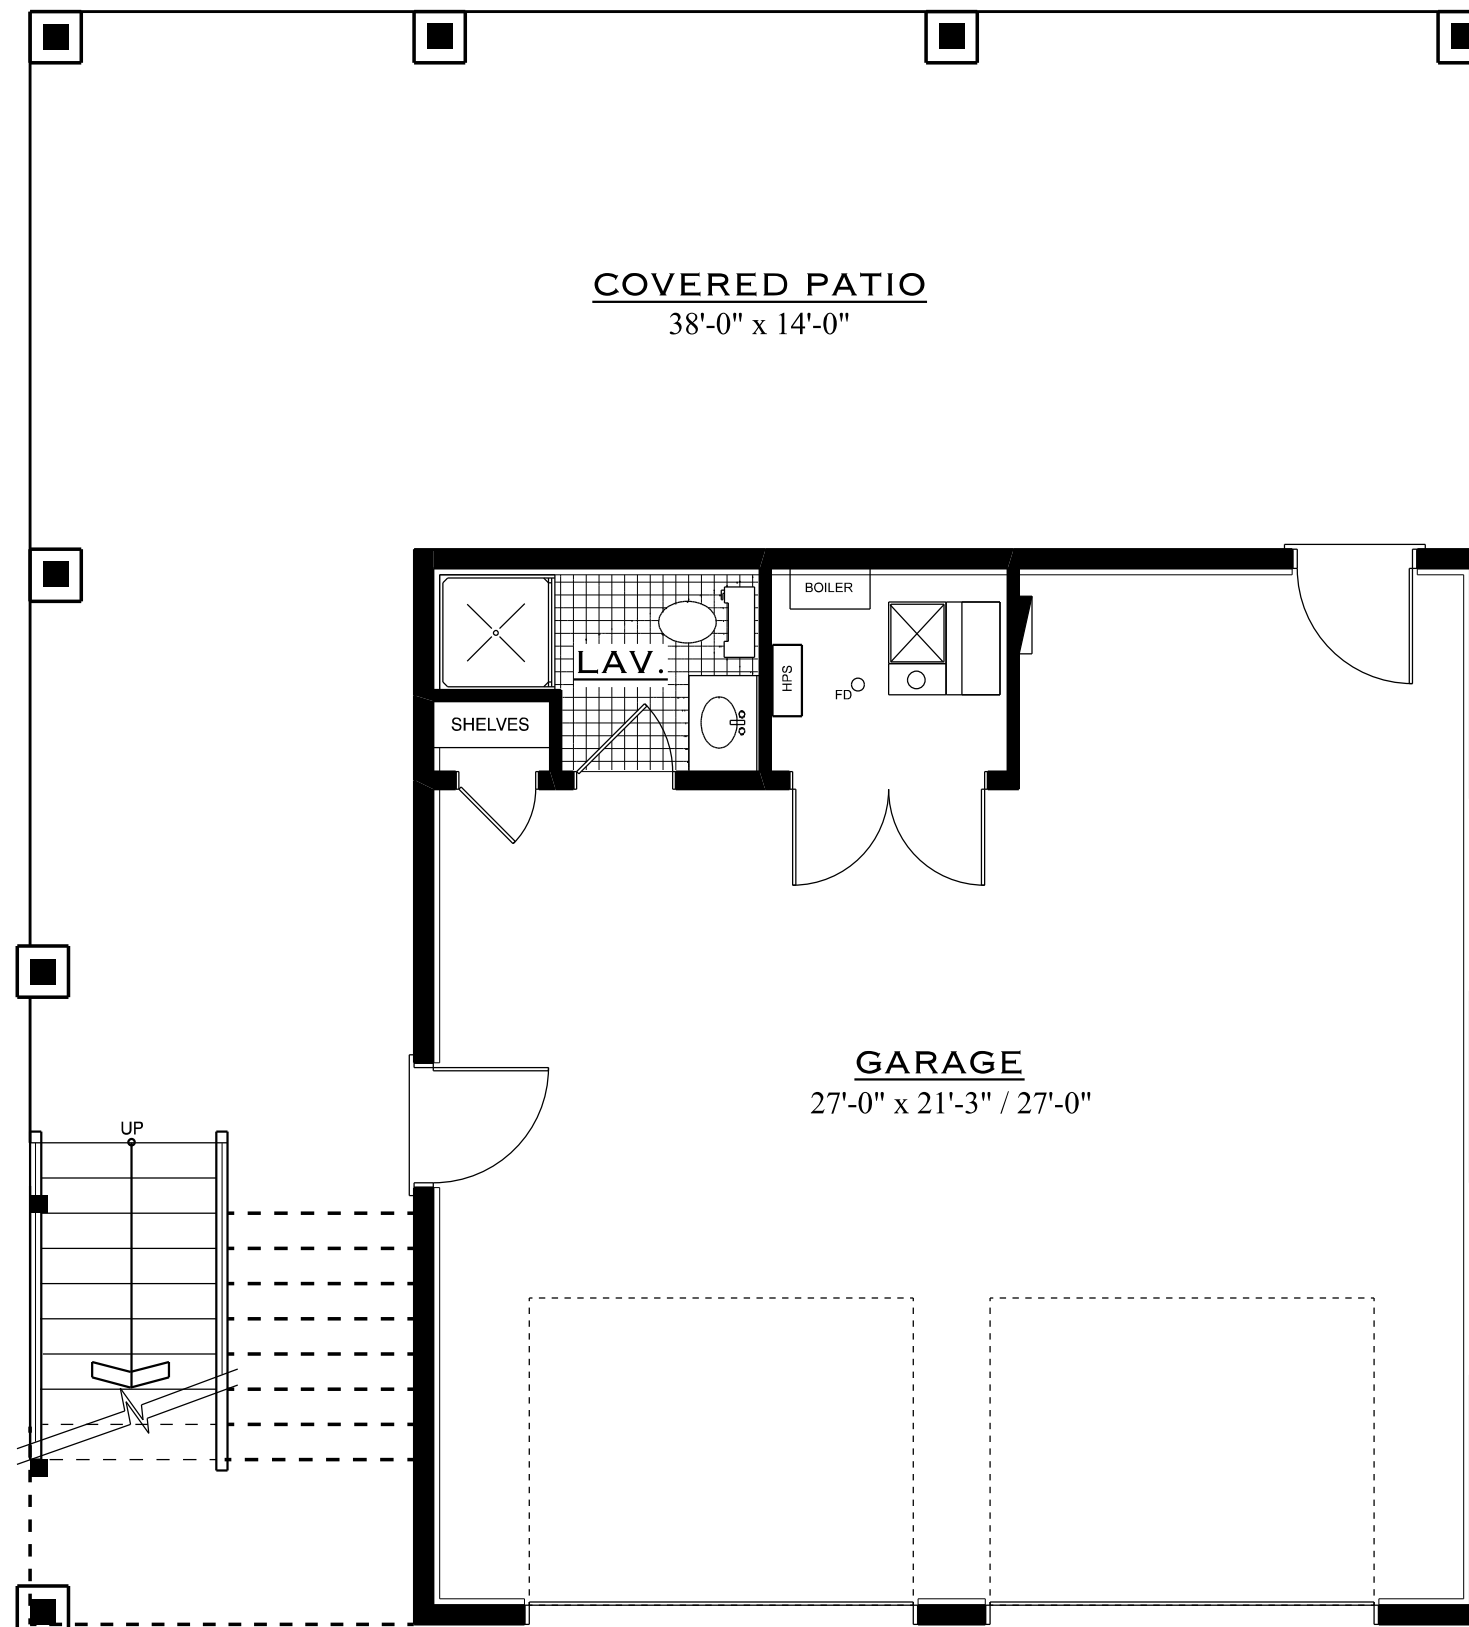 COVERED PATIO
38'-0" x 14'-0"
BOILER
LAV.
HPS
FD
SHELVES
GARAGE
27'-0" x 21'-3" / 27'-0"
UP